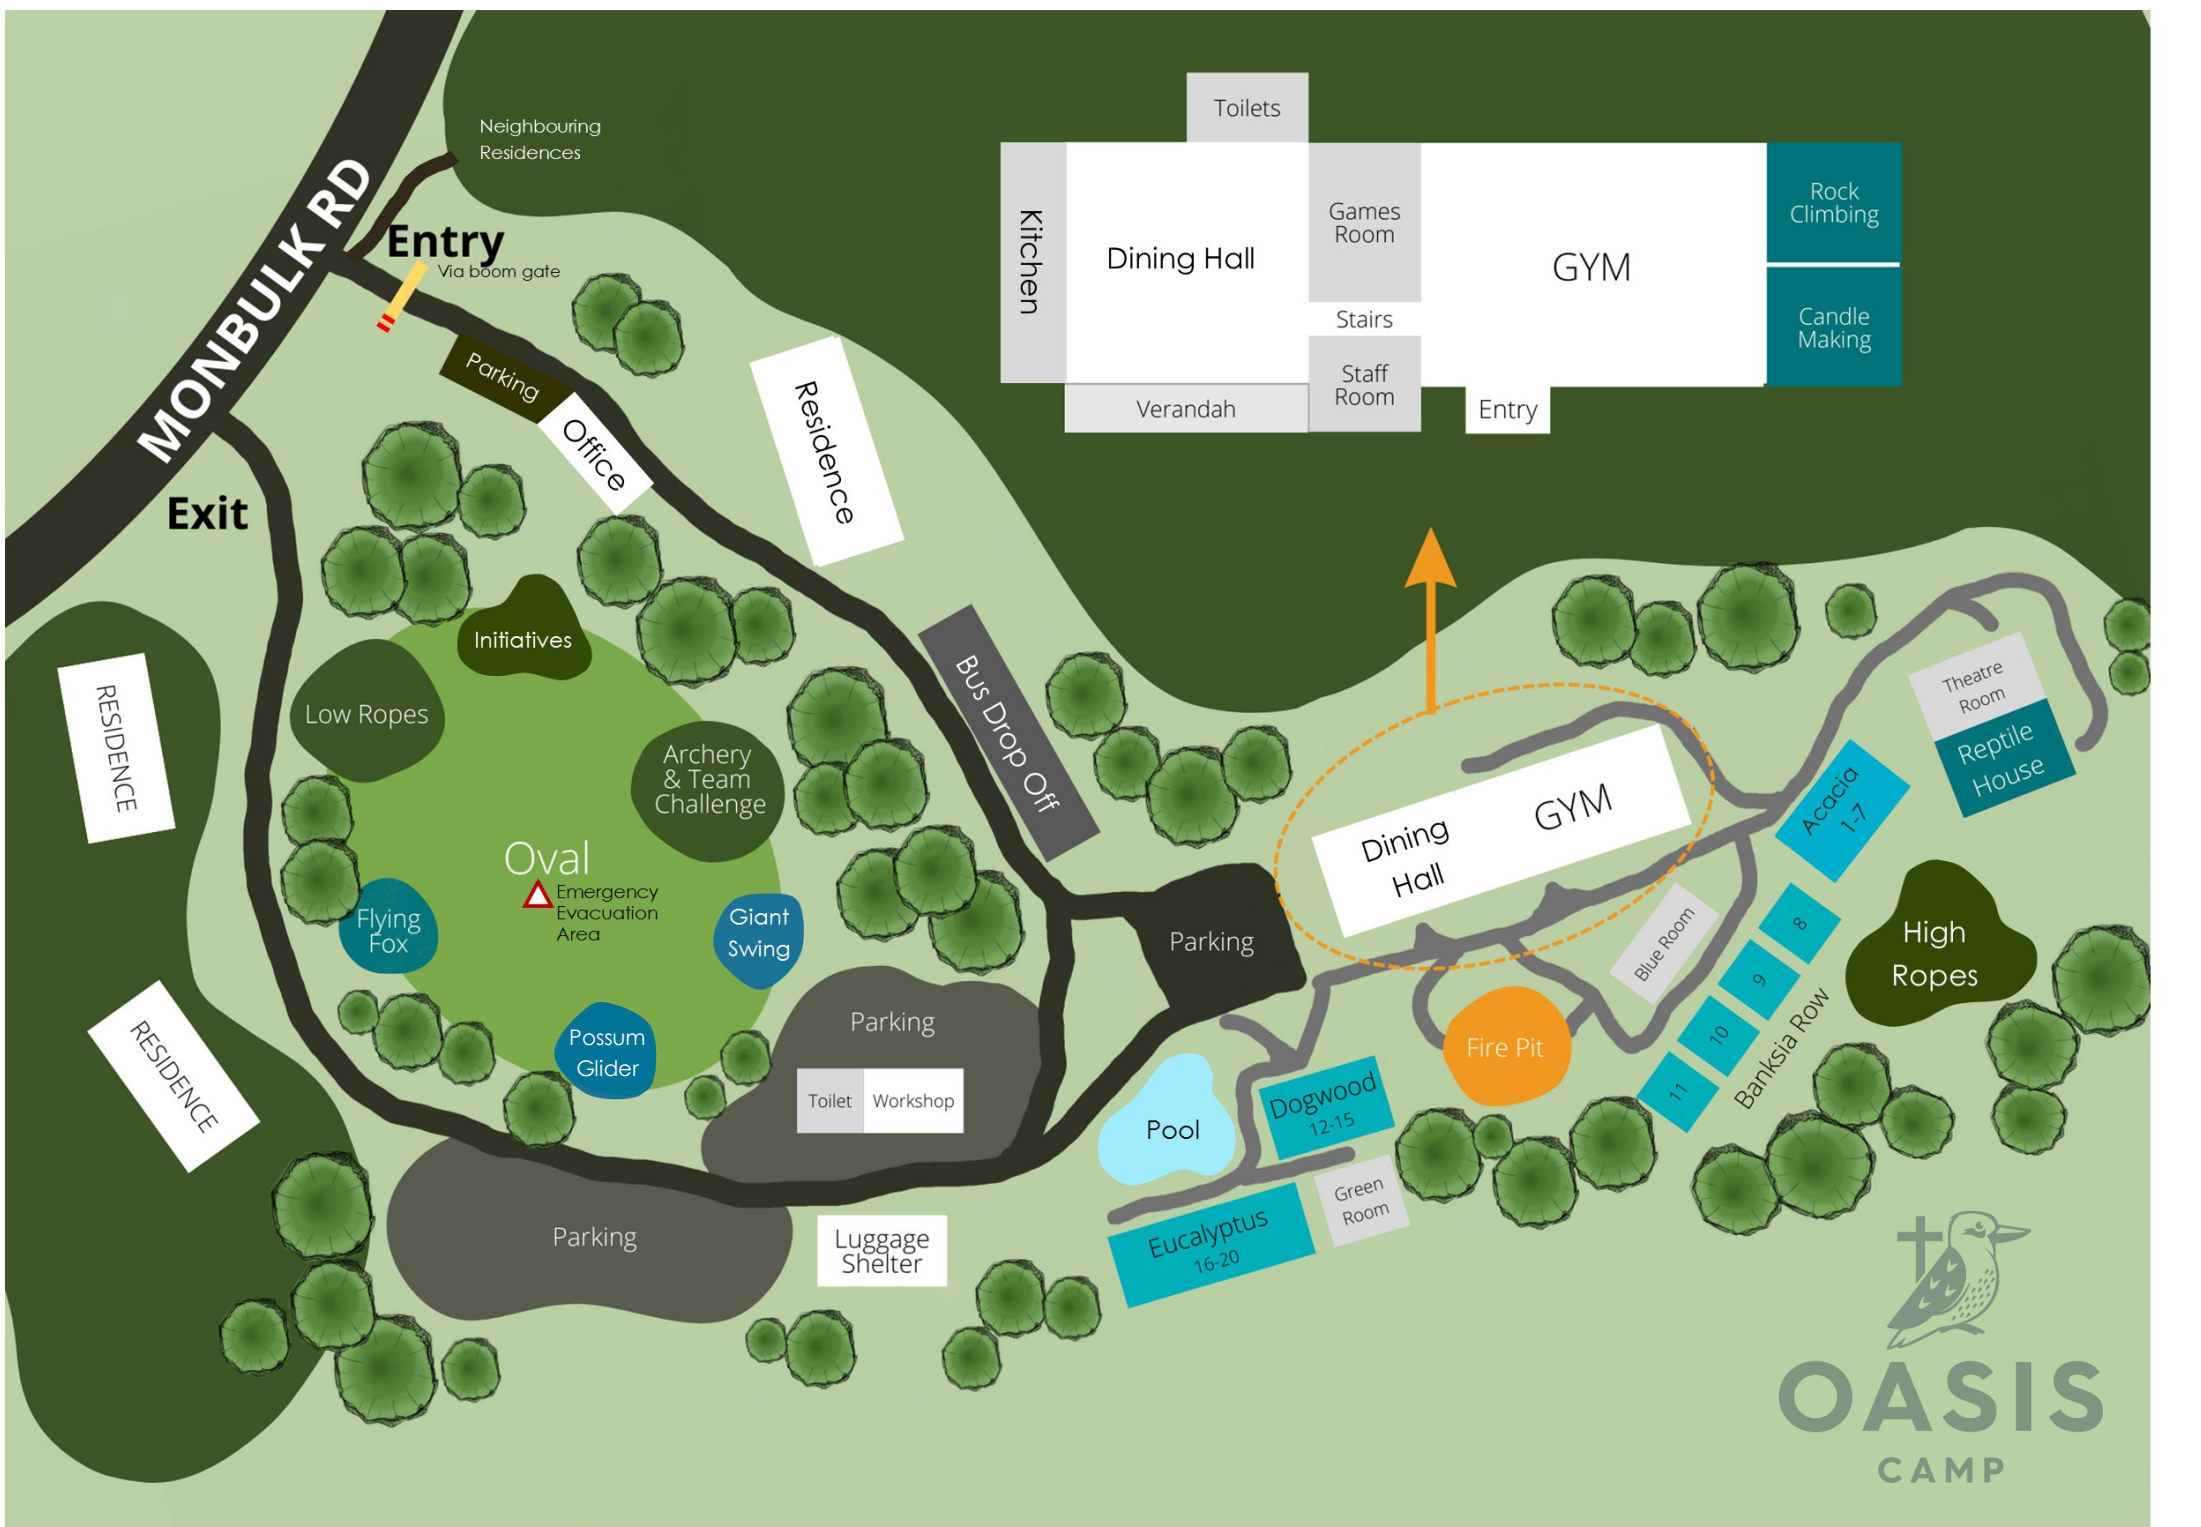 Neighbouring
Residences
MONBULK RD
Entry
Via boom gate
Exit
Parking
Office
Residence
Toilets
Kitchen
Dining Hall
Games
Room
Stairs
Staff
Room
Verandah
GYM
Entry
Rock
Climbing
Candle
Making
RESIDENCE
RESIDENCE
Initiatives
Low Ropes
Archery
& Team
Challenge
Oval
Emergency
Evacuation
Area
Flying
Fox
Giant
Swing
Possum
Glider
Bus Drop Off
Parking
Parking
Toilet
Workshop
Parking
Luggage
Shelter
Dining
Hall
GYM
Theatre
Room
Reptile
House
Acacia
1-7
Blue Room
8
9
10
11
Banksia Row
High
Ropes
Fire Pit
Pool
Dogwood
12-15
Green
Room
Eucalyptus
16-20
OASIS
CAMP